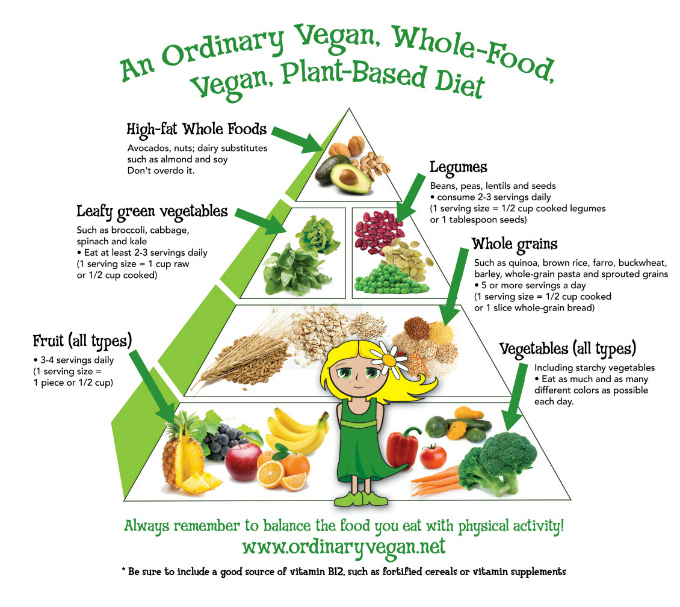 An Ordinary Vegan, Whole-Food,
Vegan, Plant-Based Diet
High-fat Whole Foods
Avocados, nuts; dairy substitutes
such as almond and soy
Don't overdo it.
Legumes
Beans, peas, lentils and seeds
• consume 2-3 servings daily
(1 serving size = 1/2 cup cooked legumes
or 1 tablespoon seeds)
Leafy green vegetables
Such as broccoli, cabbage,
spinach and kale
• Eat at least 2-3 servings daily
(1 serving size = 1 cup raw
or 1/2 cup cooked)
Whole grains
Such as quinoa, brown rice, farro, buckwheat,
barley, whole-grain pasta and sprouted grains
• 5 or more servings a day
(1 serving size = 1/2 cup cooked
or 1 slice whole-grain bread)
Fruit (all types)
• 3-4 servings daily
(1 serving size =
1 piece or 1/2 cup)
Vegetables (all types)
Including starchy vegetables
• Eat as much and as many
different colors as possible
each day.
Always remember to balance the food you eat with physical activity!
www.ordinaryvegan.net
* Be sure to include a good source of vitamin B12, such as fortified cereals or vitamin supplements